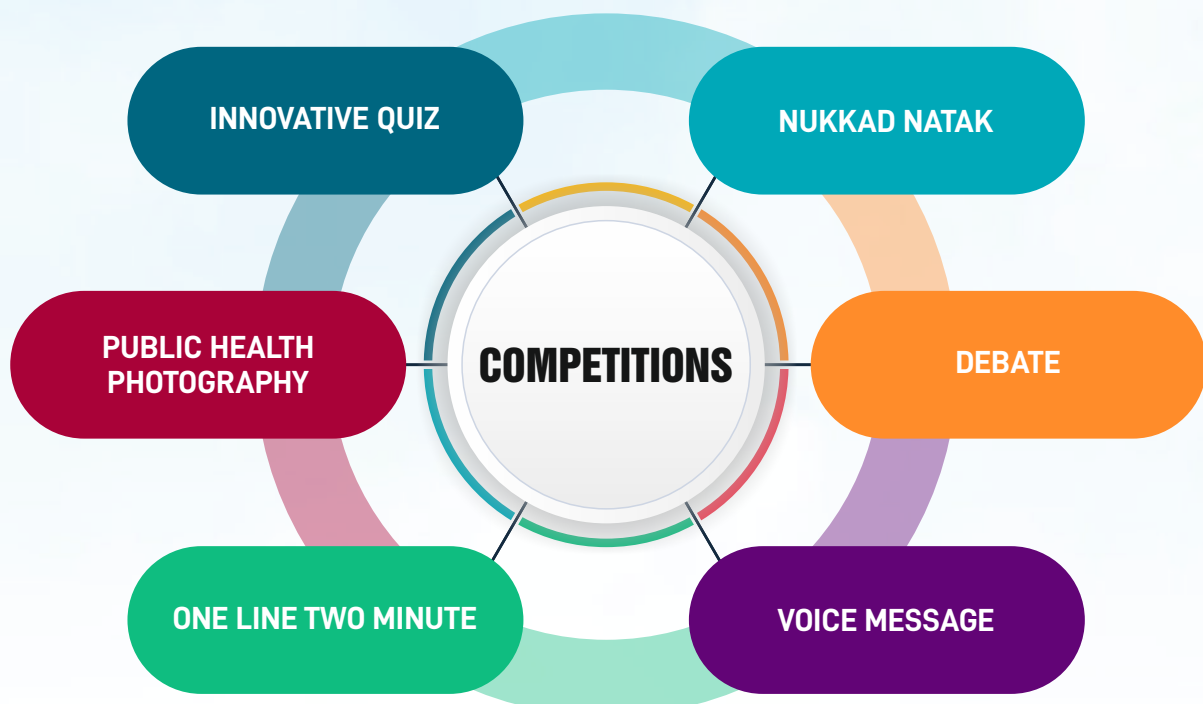 INNOVATIVE QUIZ
NUKKAD NATAK
PUBLIC HEALTH
PHOTOGRAPHY
COMPETITIONS
DEBATE
ONE LINE TWO MINUTE
VOICE MESSAGE